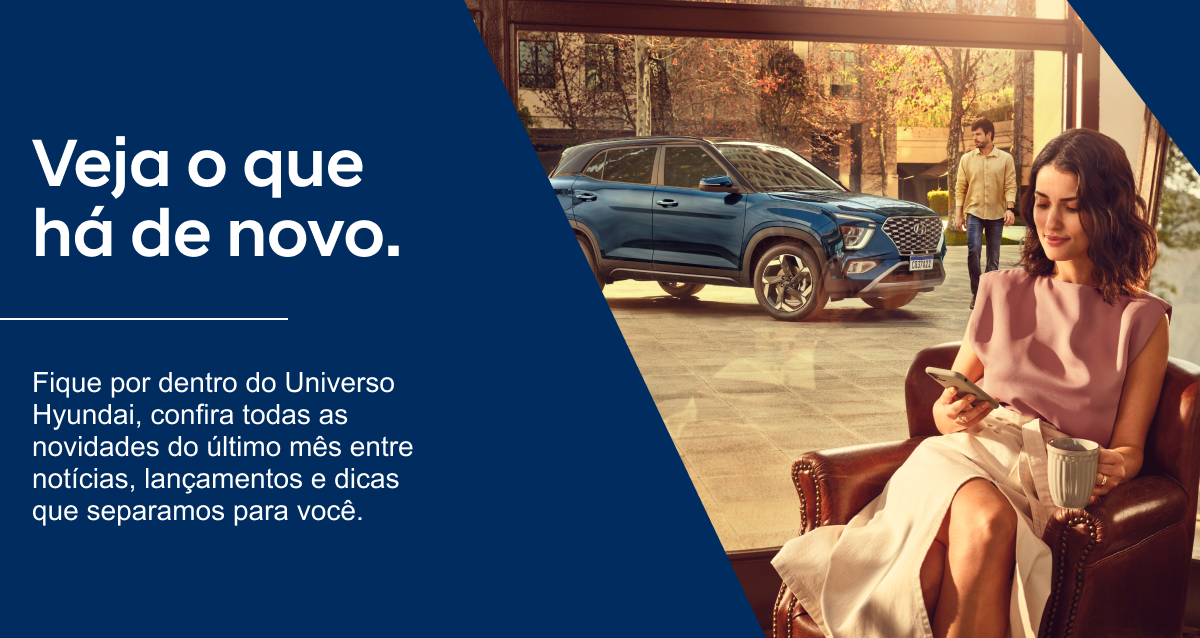 Veja o que
há de novo.
Fique por dentro do Universo
Hyundai, confira todas as
novidades do último mês entre
notícias, lançamentos e dicas
que separamos para você.
CR37A22